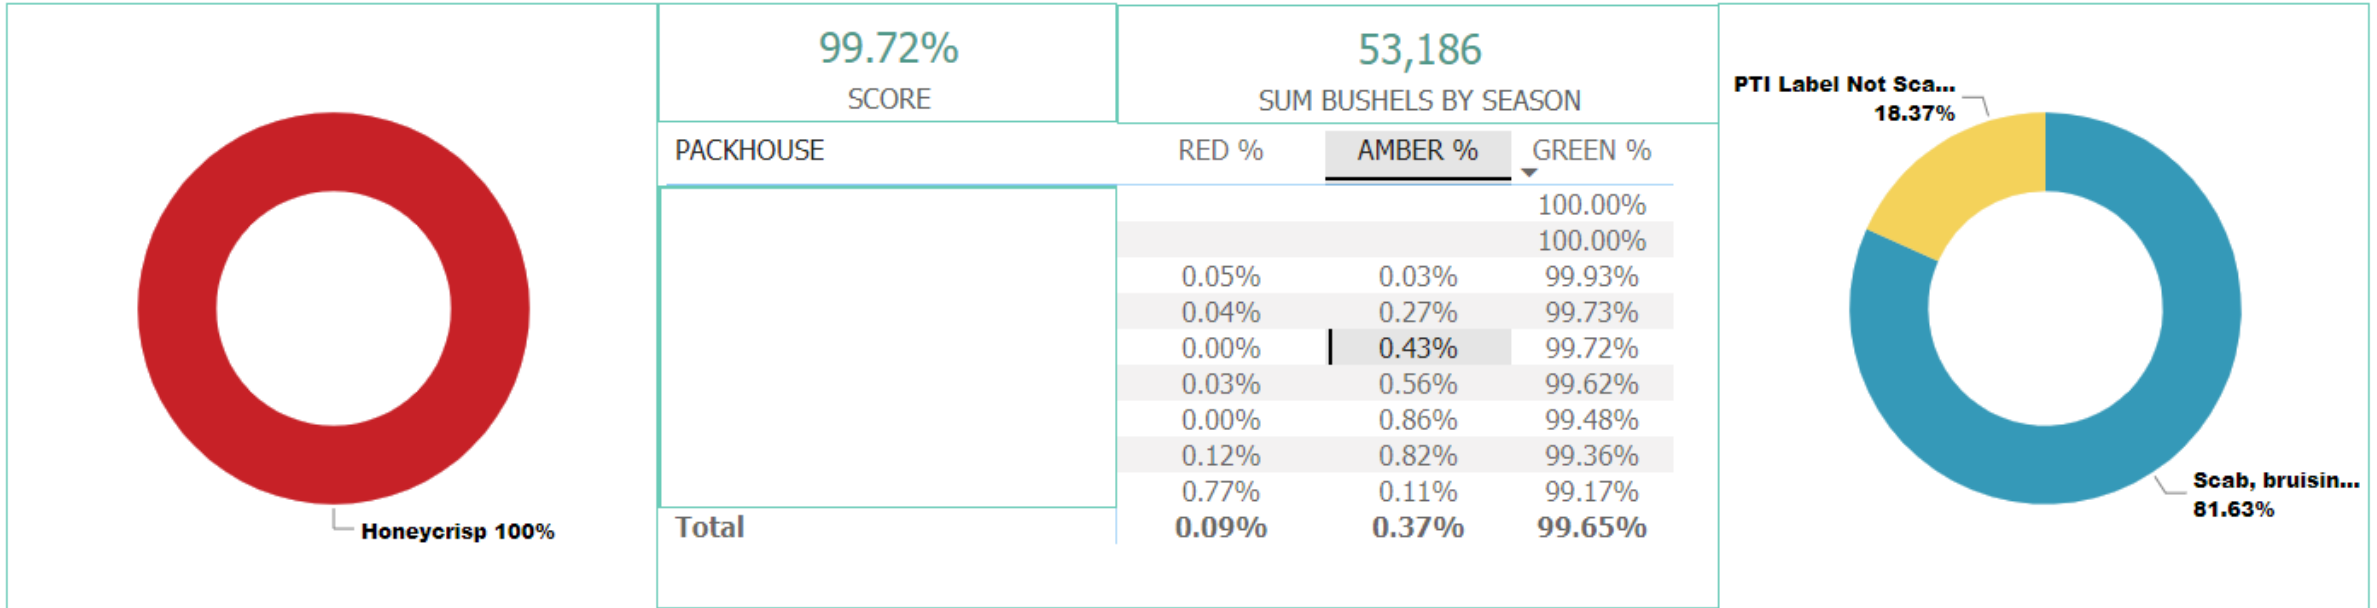 Honeycrisp 100%
99.72%
SCORE
53,186
SUM BUSHELS BY SEASON
PACKHOUSE RED % AMBER % GREEN %
100.00%
100.00%
0.05% 0.03% 99.93%
0.04% 0.27% 99.73%
0.00% 0.43% 99.72%
0.03% 0.56% 99.62%
0.00% 0.86% 99.48%
0.12% 0.82% 99.36%
0.77% 0.11% 99.17%
Total 0.09% 0.37% 99.65%
PTI Label Not Sca...
18.37%
Scab, bruisin...
81.63%